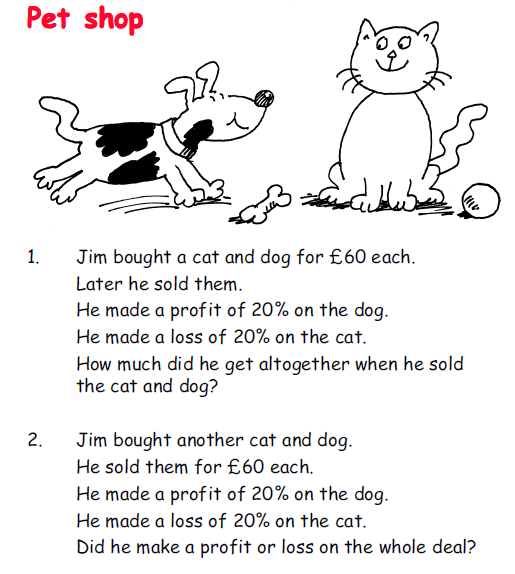 Pet shop
1. Jim bought a cat and dog for £60 each.
Later he sold them.
He made a profit of 20% on the dog.
He made a loss of 20% on the cat.
How much did he get altogether when he sold
the cat and dog?
2. Jim bought another cat and dog.
He sold them for £60 each.
He made a profit of 20% on the dog.
He made a loss of 20% on the cat.
Did he make a profit or loss on the whole deal?